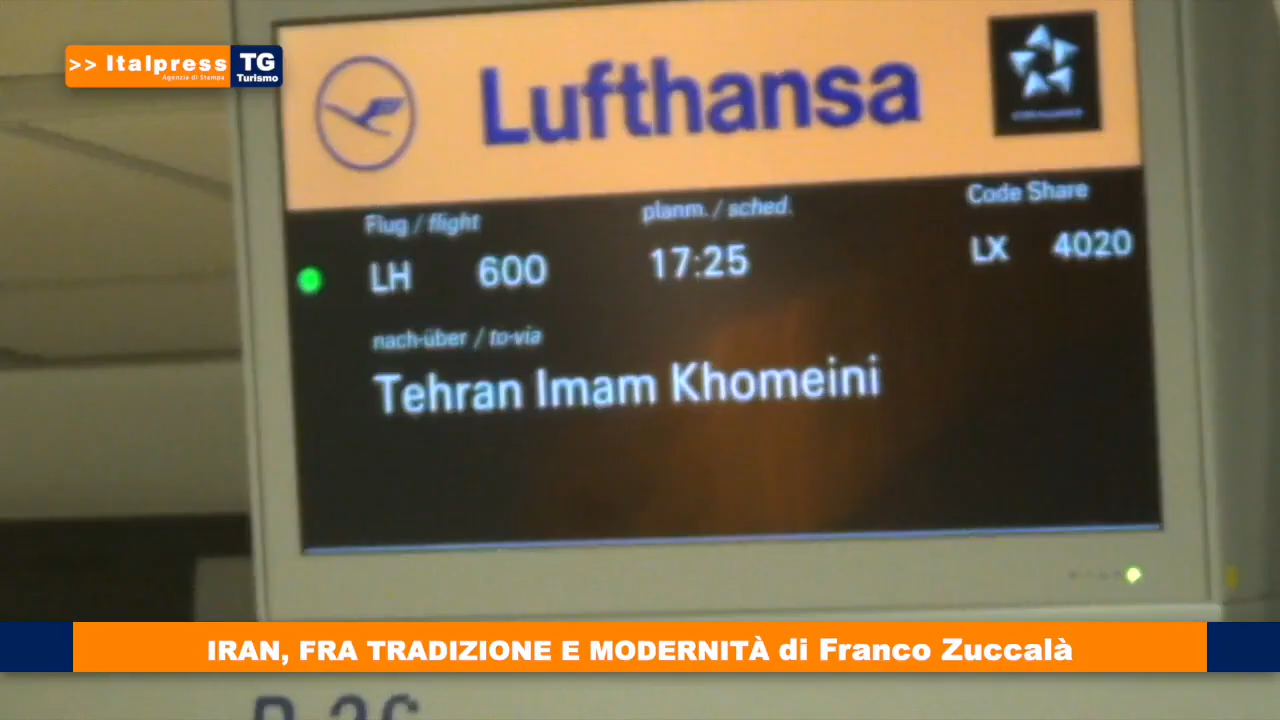 >> Italpress
Agenzia di Stampa
TG
Turismo
Lufthansa
Flug / flight
planm. / sched.
Code Share
LH 600
17:25
LX 4020
nach-über / to-via
Tehran Imam Khomeini
IRAN, FRA TRADIZIONE E MODERNITÀ di Franco Zuccalà